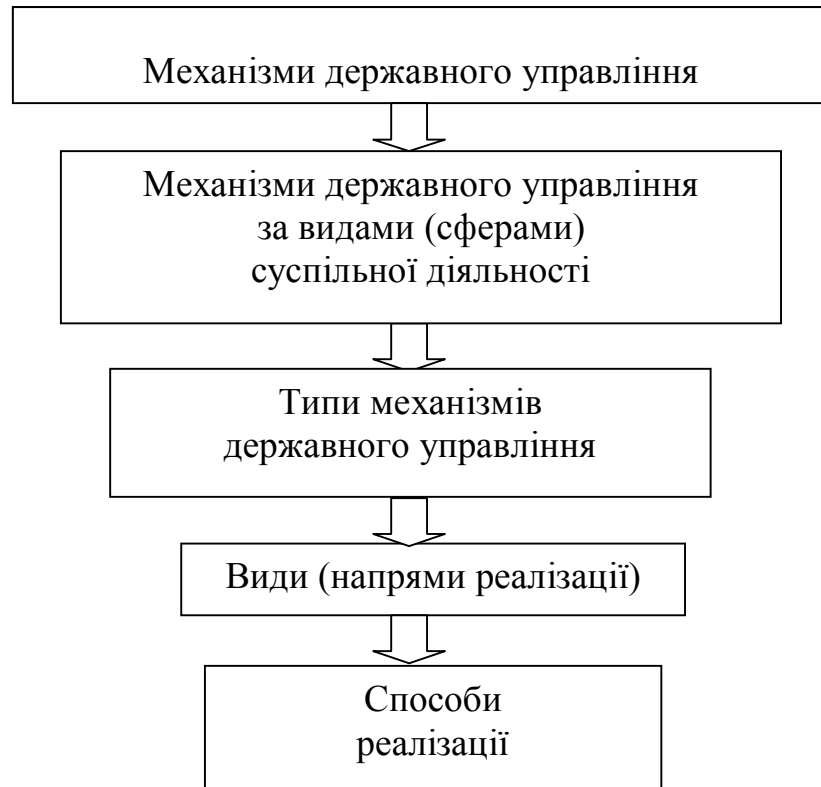 Механізми державного управління
Механізми державного управління
за видами (сферами)
суспільної діяльності
Типи механізмів
державного управління
Види (напрями реалізації)
Способи
реалізації